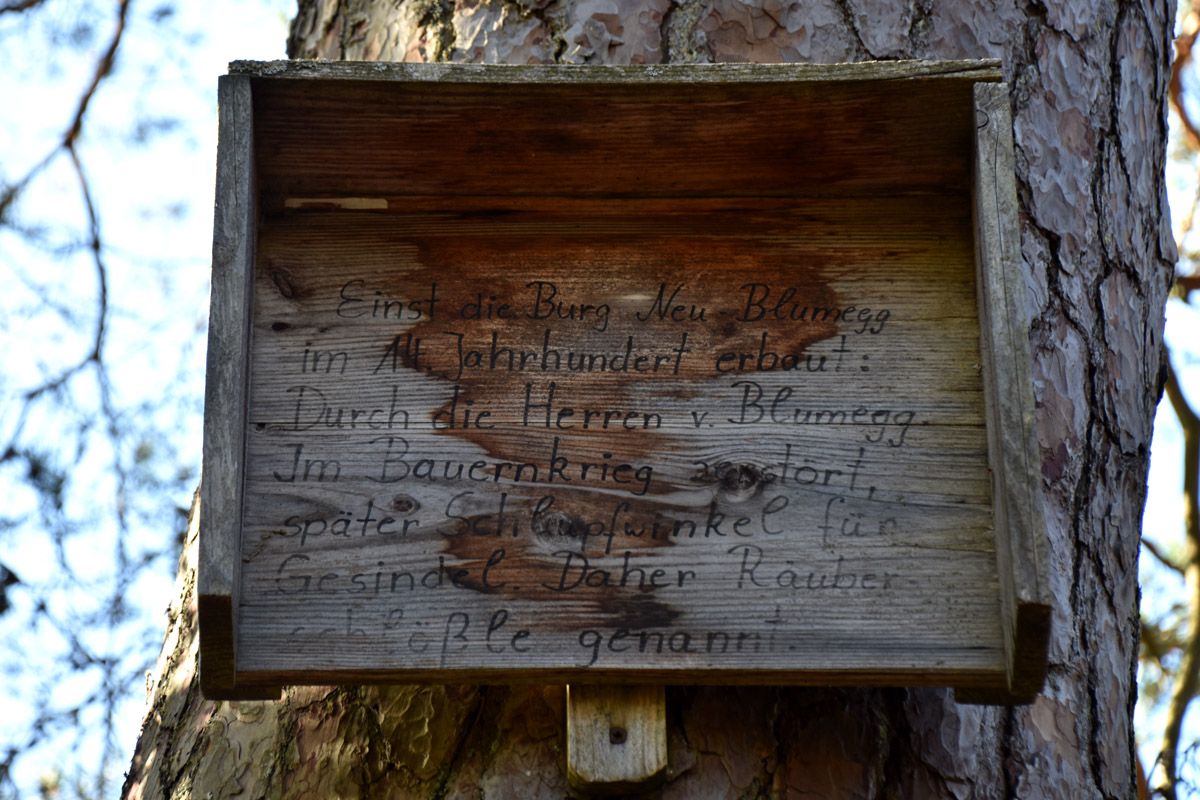 Einst die Burg Neu-Blumegg
im 14. Jahrhundert erbaut:
Durch die Herren v. Blumegg.
Im Bauernkrieg zerstört,
später Schlupfwinkel für
Gesindel. Daher Räuber
schlößle genannt.